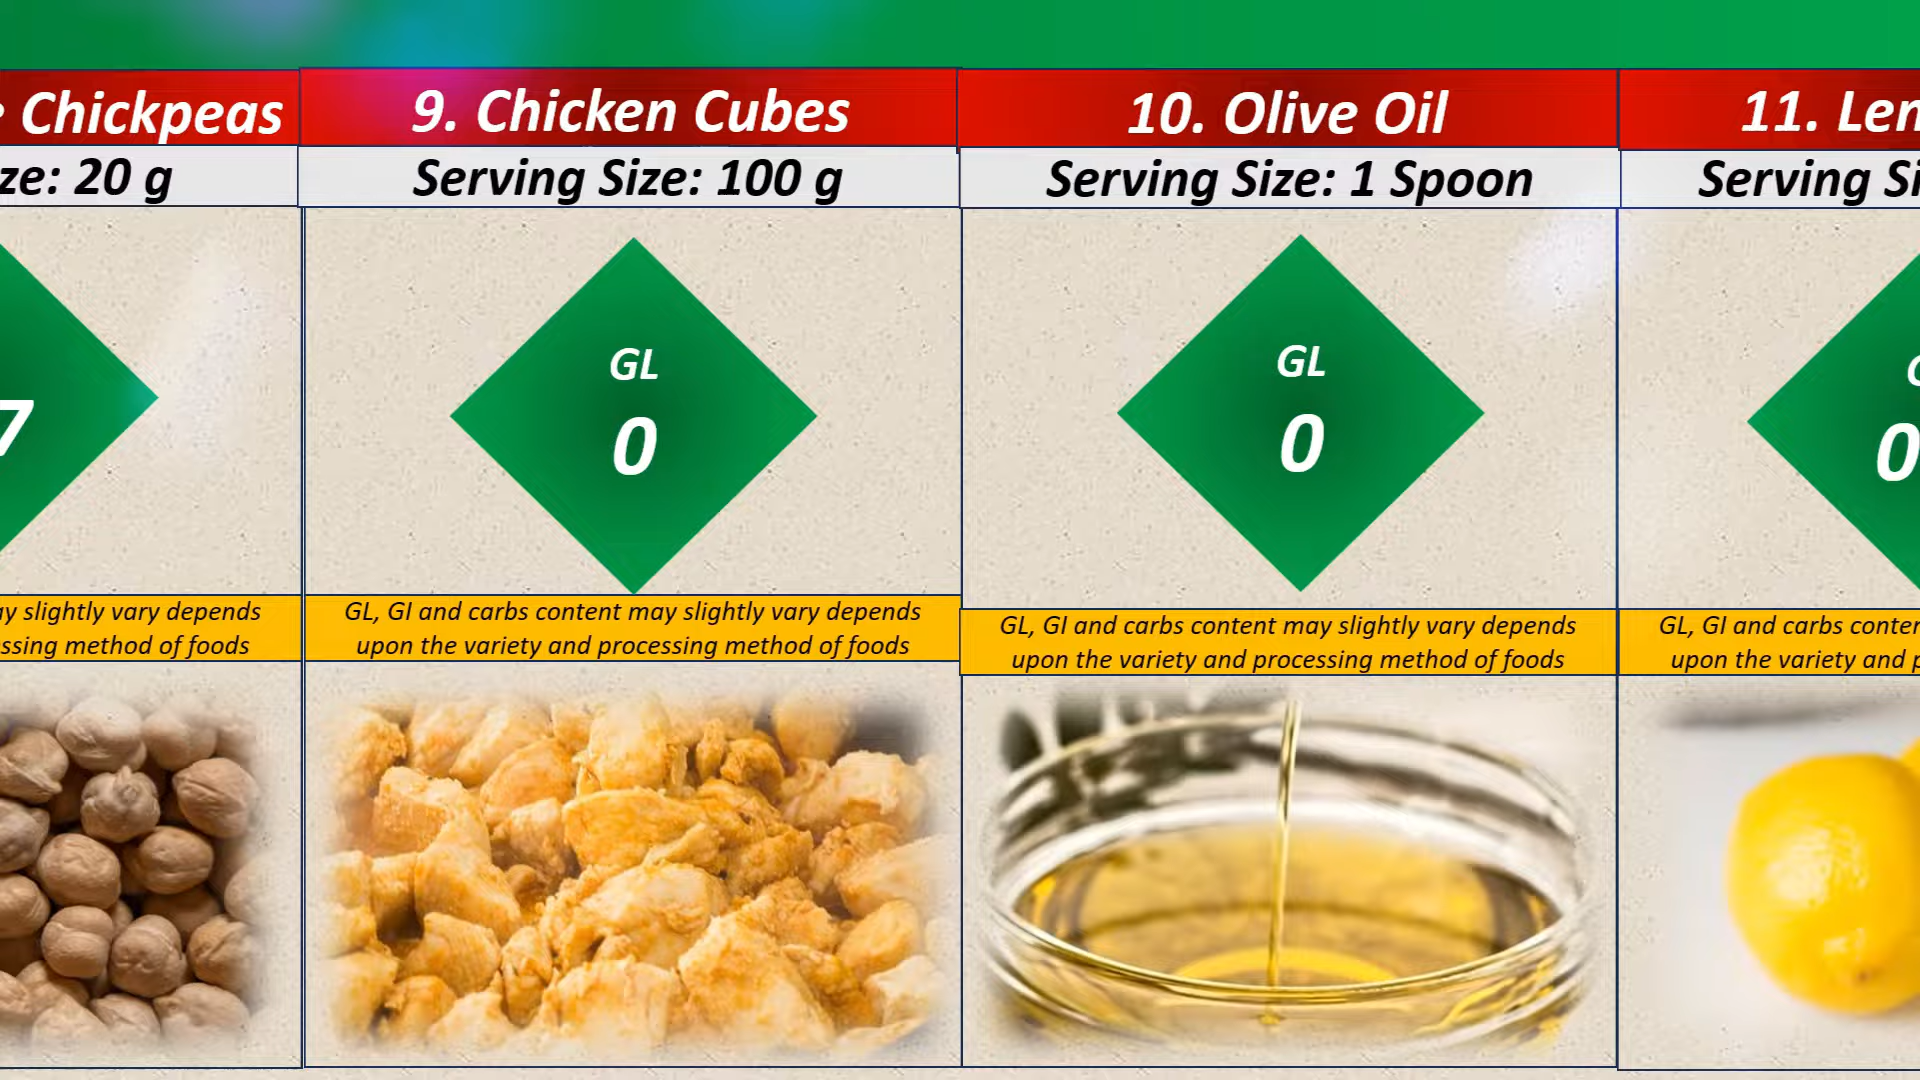 Chickpeas
ze: 20 g
7
ay slightly vary depends
ssing method of foods
9. Chicken Cubes
Serving Size: 100 g
GL
0
GL, GI and carbs content may slightly vary depends
upon the variety and processing method of foods
10. Olive Oil
Serving Size: 1 Spoon
GL
0
GL, GI and carbs content may slightly vary depends
upon the variety and processing method of foods
11. Lem
Serving Si
G
0
GL, GI and carbs conten
upon the variety and p